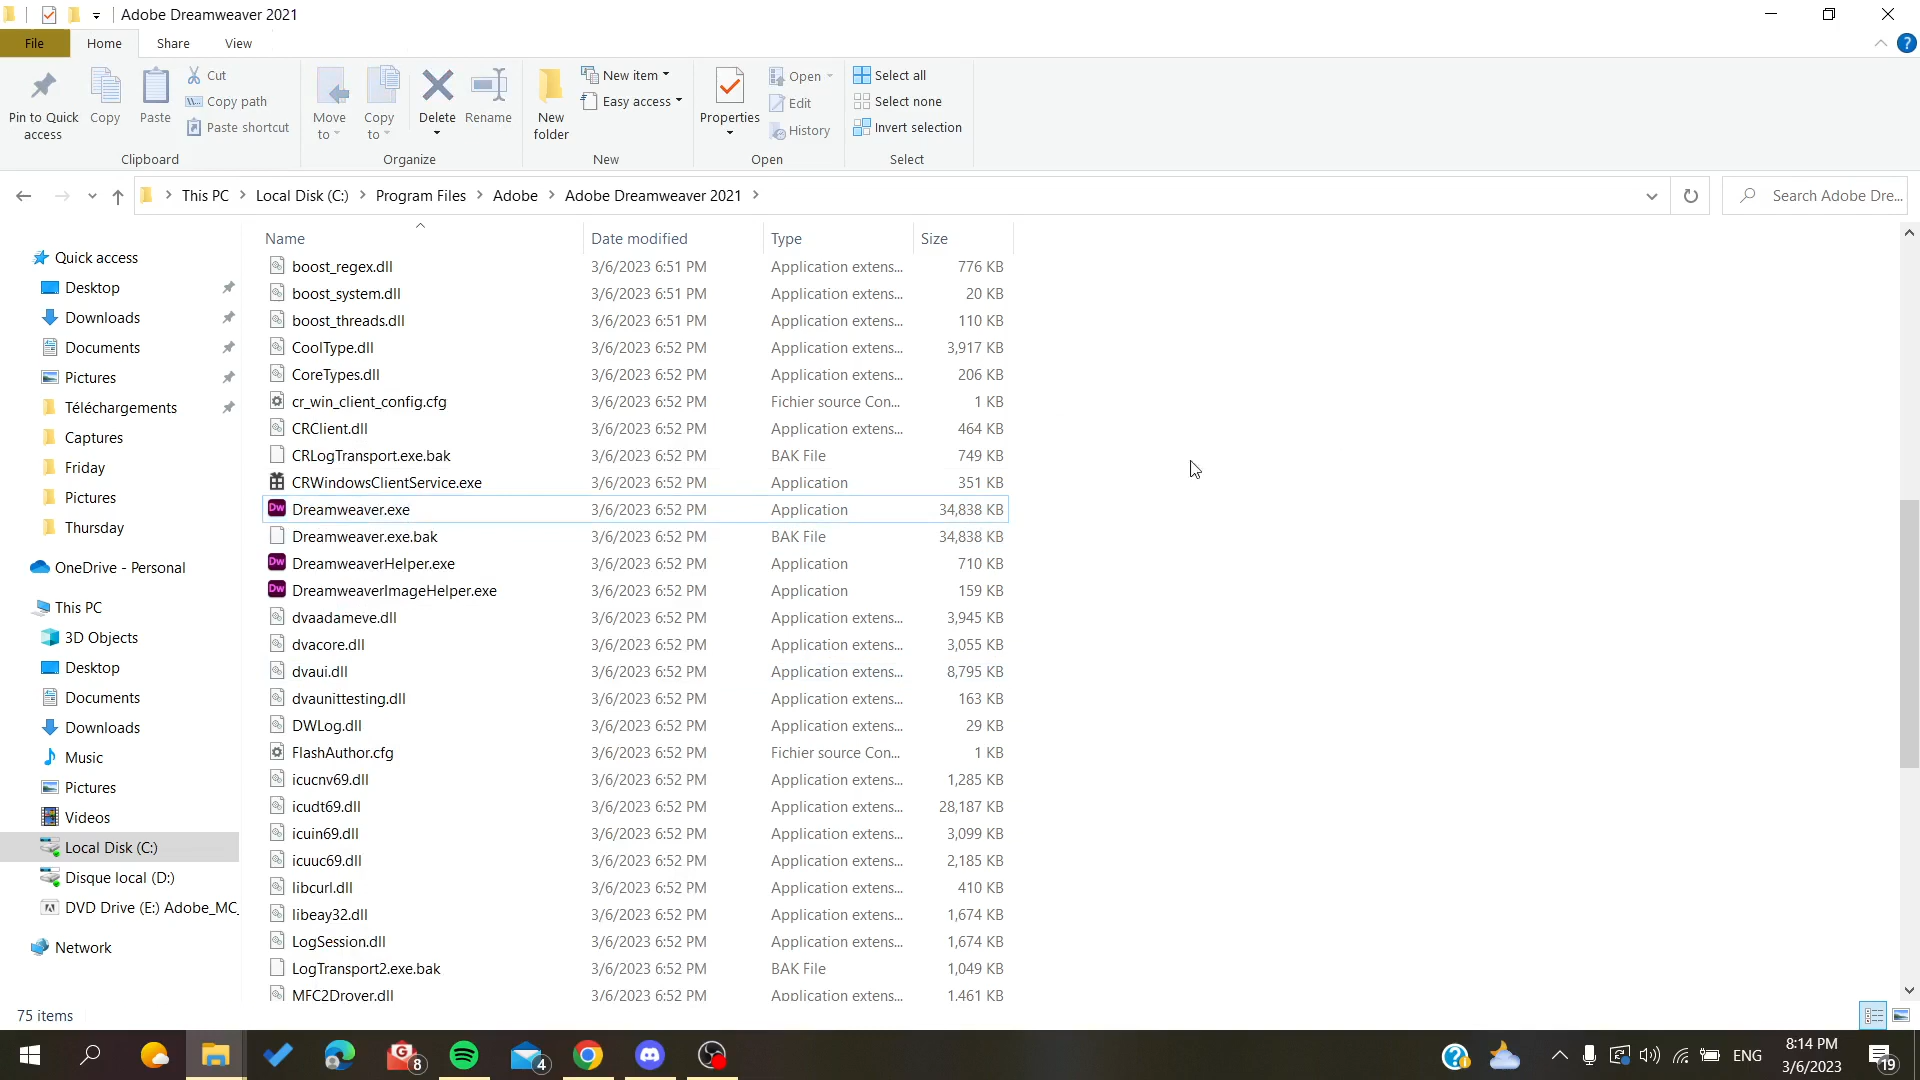 Adobe Dreamweaver 2021
File
Home
Share
View
?
Pin to Quick
access
Copy
Paste
Cut
Copy path
Paste shortcut
Clipboard
Move
to
Copy
to
Delete
Rename
Organize
New
folder
New item
Easy access
New
Properties
Open
Edit
History
Open
Select all
Select none
Invert selection
Select
This PC
Local Disk (C:)
Program Files
Adobe
Adobe Dreamweaver 2021
Search Adobe Dre...
Quick access
Desktop
Downloads
Documents
Pictures
Téléchargements
Captures
Friday
Pictures
Thursday
OneDrive - Personal
This PC
3D Objects
Desktop
Documents
Downloads
Music
Pictures
Videos
Local Disk (C:)
Disque local (D:)
DVD Drive (E:) Adobe_MC_
Network
Name Date modified Type Size
boost_regex.dll 3/6/2023 6:51 PM Application extens... 776 KB
boost_system.dll 3/6/2023 6:51 PM Application extens... 20 KB
boost_threads.dll 3/6/2023 6:51 PM Application extens... 110 KB
CoolType.dll 3/6/2023 6:52 PM Application extens... 3,917 KB
CoreTypes.dll 3/6/2023 6:52 PM Application extens... 206 KB
cr_win_client_config.cfg 3/6/2023 6:52 PM Fichier source Con... 1 KB
CRClient.dll 3/6/2023 6:52 PM Application extens... 464 KB
CRLogTransport.exe.bak 3/6/2023 6:52 PM BAK File 749 KB
CRWindowsClientService.exe 3/6/2023 6:52 PM Application 351 KB
Dw Dreamweaver.exe 3/6/2023 6:52 PM Application 34,838 KB
Dreamweaver.exe.bak 3/6/2023 6:52 PM BAK File 34,838 KB
Dw DreamweaverHelper.exe 3/6/2023 6:52 PM Application 710 KB
Dw DreamweaverImageHelper.exe 3/6/2023 6:52 PM Application 159 KB
dvaadameve.dll 3/6/2023 6:52 PM Application extens... 3,945 KB
dvacore.dll 3/6/2023 6:52 PM Application extens... 3,055 KB
dvaui.dll 3/6/2023 6:52 PM Application extens... 8,795 KB
dvaunittesting.dll 3/6/2023 6:52 PM Application extens... 163 KB
DWLog.dll 3/6/2023 6:52 PM Application extens... 29 KB
FlashAuthor.cfg 3/6/2023 6:52 PM Fichier source Con... 1 KB
icucnv69.dll 3/6/2023 6:52 PM Application extens... 1,285 KB
icudt69.dll 3/6/2023 6:52 PM Application extens... 28,187 KB
icuin69.dll 3/6/2023 6:52 PM Application extens... 3,099 KB
icuuc69.dll 3/6/2023 6:52 PM Application extens... 2,185 KB
libcurl.dll 3/6/2023 6:52 PM Application extens... 410 KB
libeay32.dll 3/6/2023 6:52 PM Application extens... 1,674 KB
LogSession.dll 3/6/2023 6:52 PM Application extens... 1,674 KB
LogTransport2.exe.bak 3/6/2023 6:52 PM BAK File 1,049 KB
MFC2Drover.dll 3/6/2023 6:52 PM Application extens... 1,461 KB
75 items
G 8
4
?
ENG
8:14 PM
3/6/2023
19